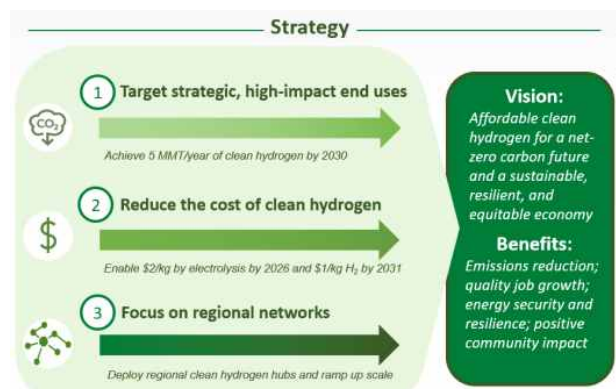 Strategy
1 Target strategic, high-impact end uses
CO₂
Achieve 5 MMT/year of clean hydrogen by 2030
2 Reduce the cost of clean hydrogen
$
Enable $2/kg by electrolysis by 2026 and $1/kg H₂ by 2031
3 Focus on regional networks
Deploy regional clean hydrogen hubs and ramp up scale
Vision:
Affordable clean
hydrogen for a net-
zero carbon future
and a sustainable,
resilient, and
equitable economy
Benefits:
Emissions reduction;
quality job growth;
energy security and
resilience; positive
community impact